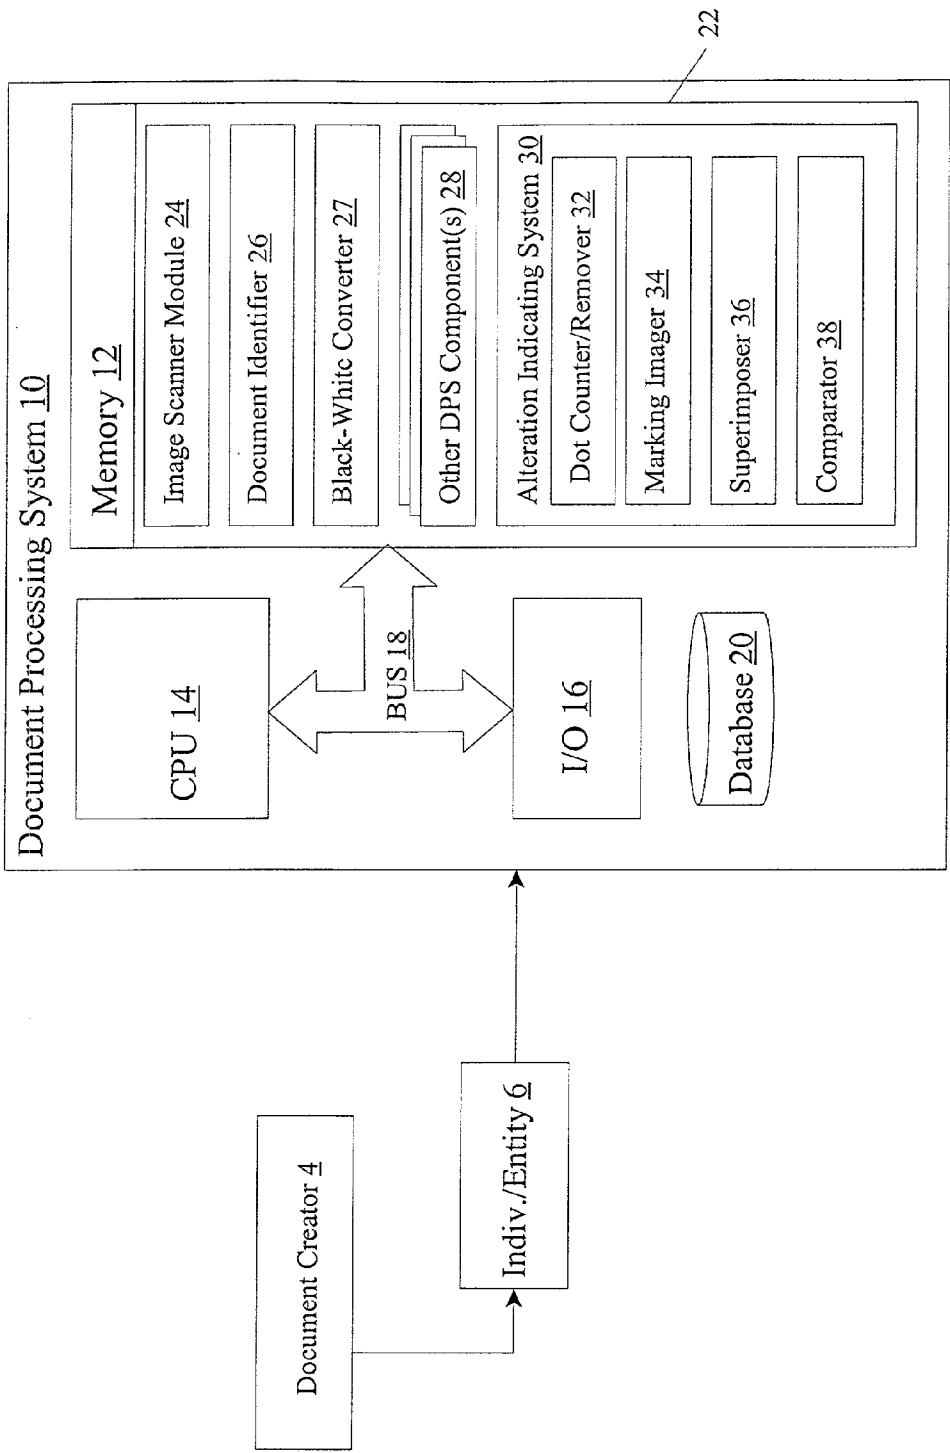 Document Processing System 10
Memory 12
Image Scanner Module 24
Document Identifier 26
Black-White Converter 27
Other DPS Component(s) 28
Alteration Indicating System 30
Dot Counter/Remover 32
Marking Imager 34
Superimposer 36
Comparator 38
22
CPU 14
BUS 18
I/O 16
Database 20
Document Creator 4
Indiv./Entity 6